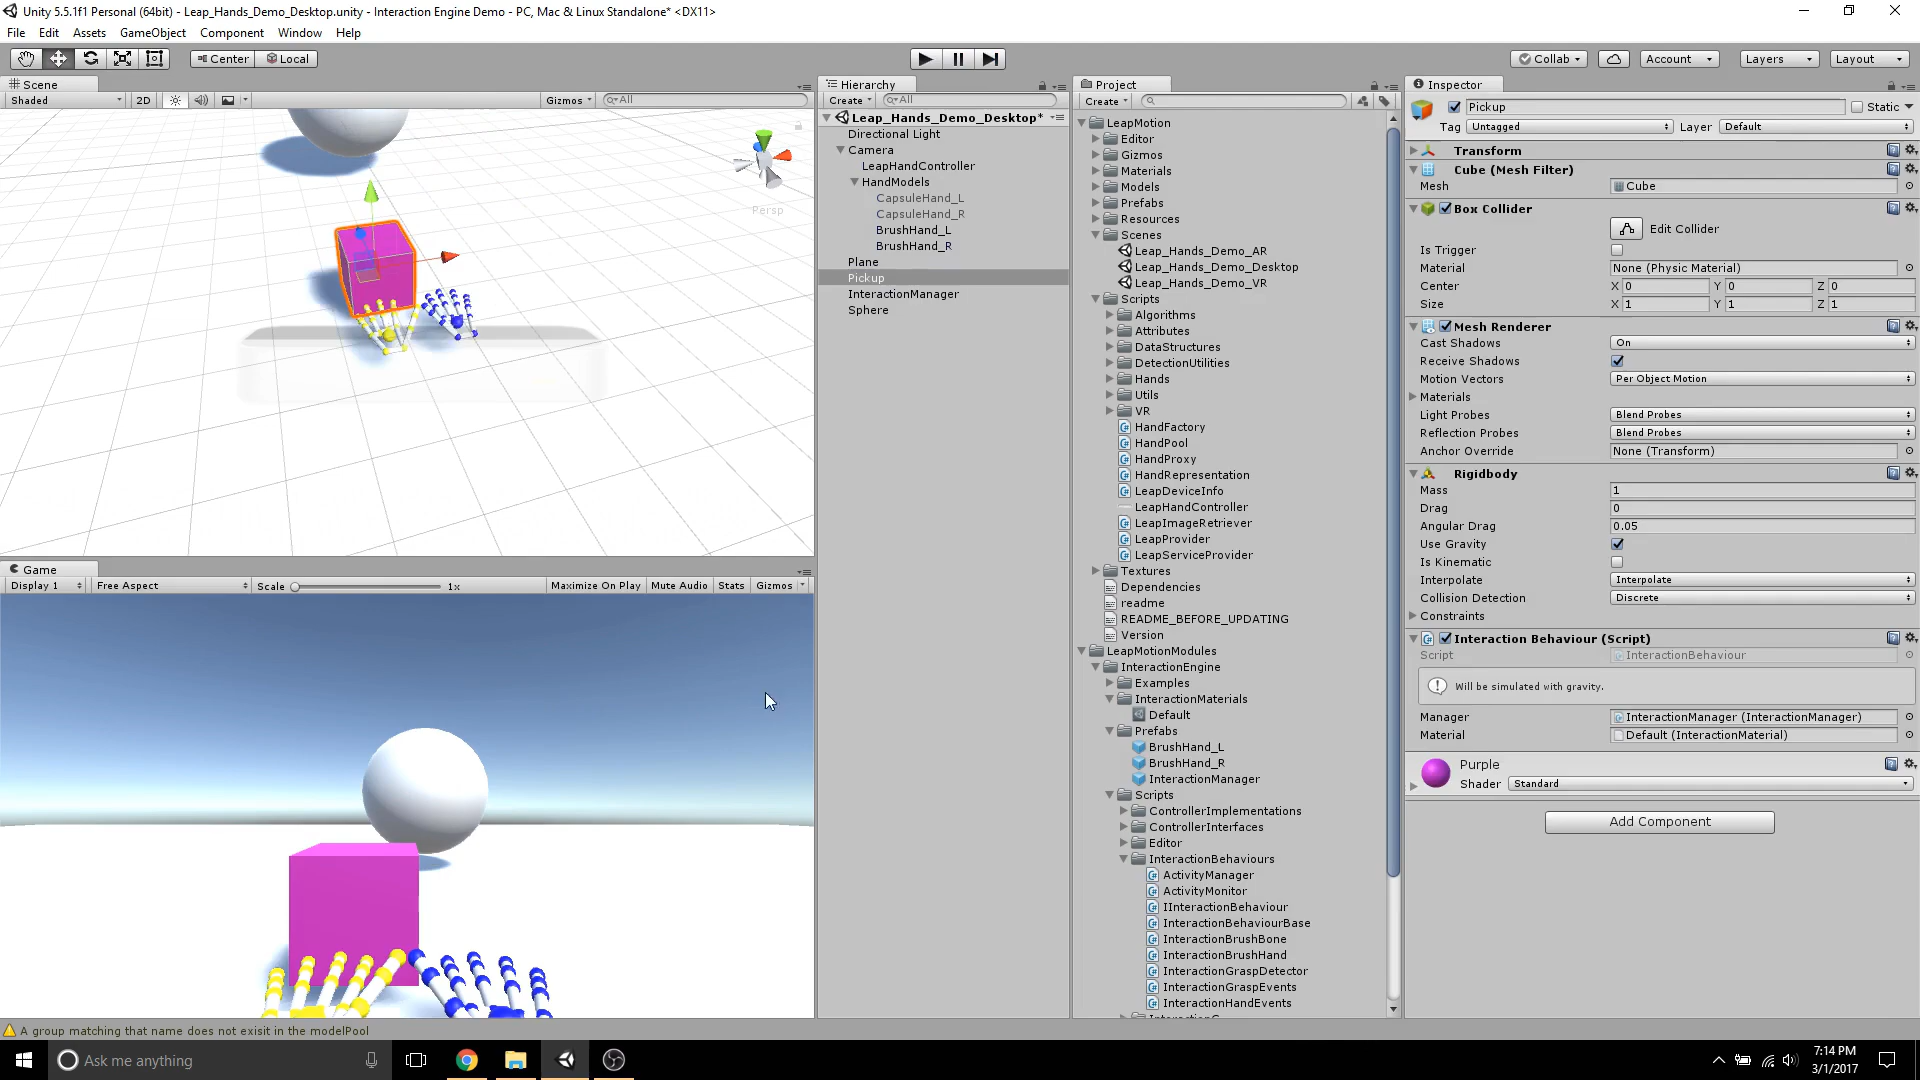 Unity 5.5.1f1 Personal (64bit) - Leap_Hands_Demo_Desktop.unity - Interaction Engine Demo - PC, Mac & Linux Standalone* <DX11>
File Edit Assets GameObject Component Window Help
Center Local Collab Account Layers Layout
Scene
Shaded 2D Gizmos All
Persp
Game
Display 1 Free Aspect Scale 1x Maximize On Play Mute Audio Stats Gizmos
Hierarchy
Create All
Leap_Hands_Demo_Desktop*
Directional Light
Camera
LeapHandController
HandModels
CapsuleHand_L
CapsuleHand_R
BrushHand_L
BrushHand_R
Plane
Pickup
InteractionManager
Sphere
Project
Create
LeapMotion
Editor
Gizmos
Materials
Models
Prefabs
Resources
Scenes
Leap_Hands_Demo_AR
Leap_Hands_Demo_Desktop
Leap_Hands_Demo_VR
Scripts
Algorithms
Attributes
DataStructures
DetectionUtilities
Hands
Utils
VR
HandFactory
HandPool
HandProxy
HandRepresentation
LeapDeviceInfo
LeapHandController
LeapImageRetriever
LeapProvider
LeapServiceProvider
Textures
Dependencies
readme
README_BEFORE_UPDATING
Version
LeapMotionModules
InteractionEngine
Examples
InteractionMaterials
Default
Prefabs
BrushHand_L
BrushHand_R
InteractionManager
Scripts
ControllerImplementations
ControllerInterfaces
Editor
InteractionBehaviours
ActivityManager
ActivityMonitor
IInteractionBehaviour
InteractionBehaviourBase
InteractionBrushBone
InteractionBrushHand
InteractionGraspDetector
InteractionGraspEvents
InteractionHandEvents
Inspector
Pickup Static
Tag Untagged Layer Default
Transform
Cube (Mesh Filter)
Mesh Cube
Box Collider
Edit Collider
Is Trigger
Material None (Physic Material)
Center X 0 Y 0 Z 0
Size X 1 Y 1 Z 1
Mesh Renderer
Cast Shadows On
Receive Shadows
Motion Vectors Per Object Motion
Materials
Light Probes Blend Probes
Reflection Probes Blend Probes
Anchor Override None (Transform)
Rigidbody
Mass 1
Drag 0
Angular Drag 0.05
Use Gravity
Is Kinematic
Interpolate Interpolate
Collision Detection Discrete
Constraints
Interaction Behaviour (Script)
Script InteractionBehaviour
Will be simulated with gravity.
Manager InteractionManager (InteractionManager)
Material Default (InteractionMaterial)
Purple
Shader Standard
Add Component
A group matching that name does not exisit in the modelPool
Ask me anything
7:14 PM
3/1/2017